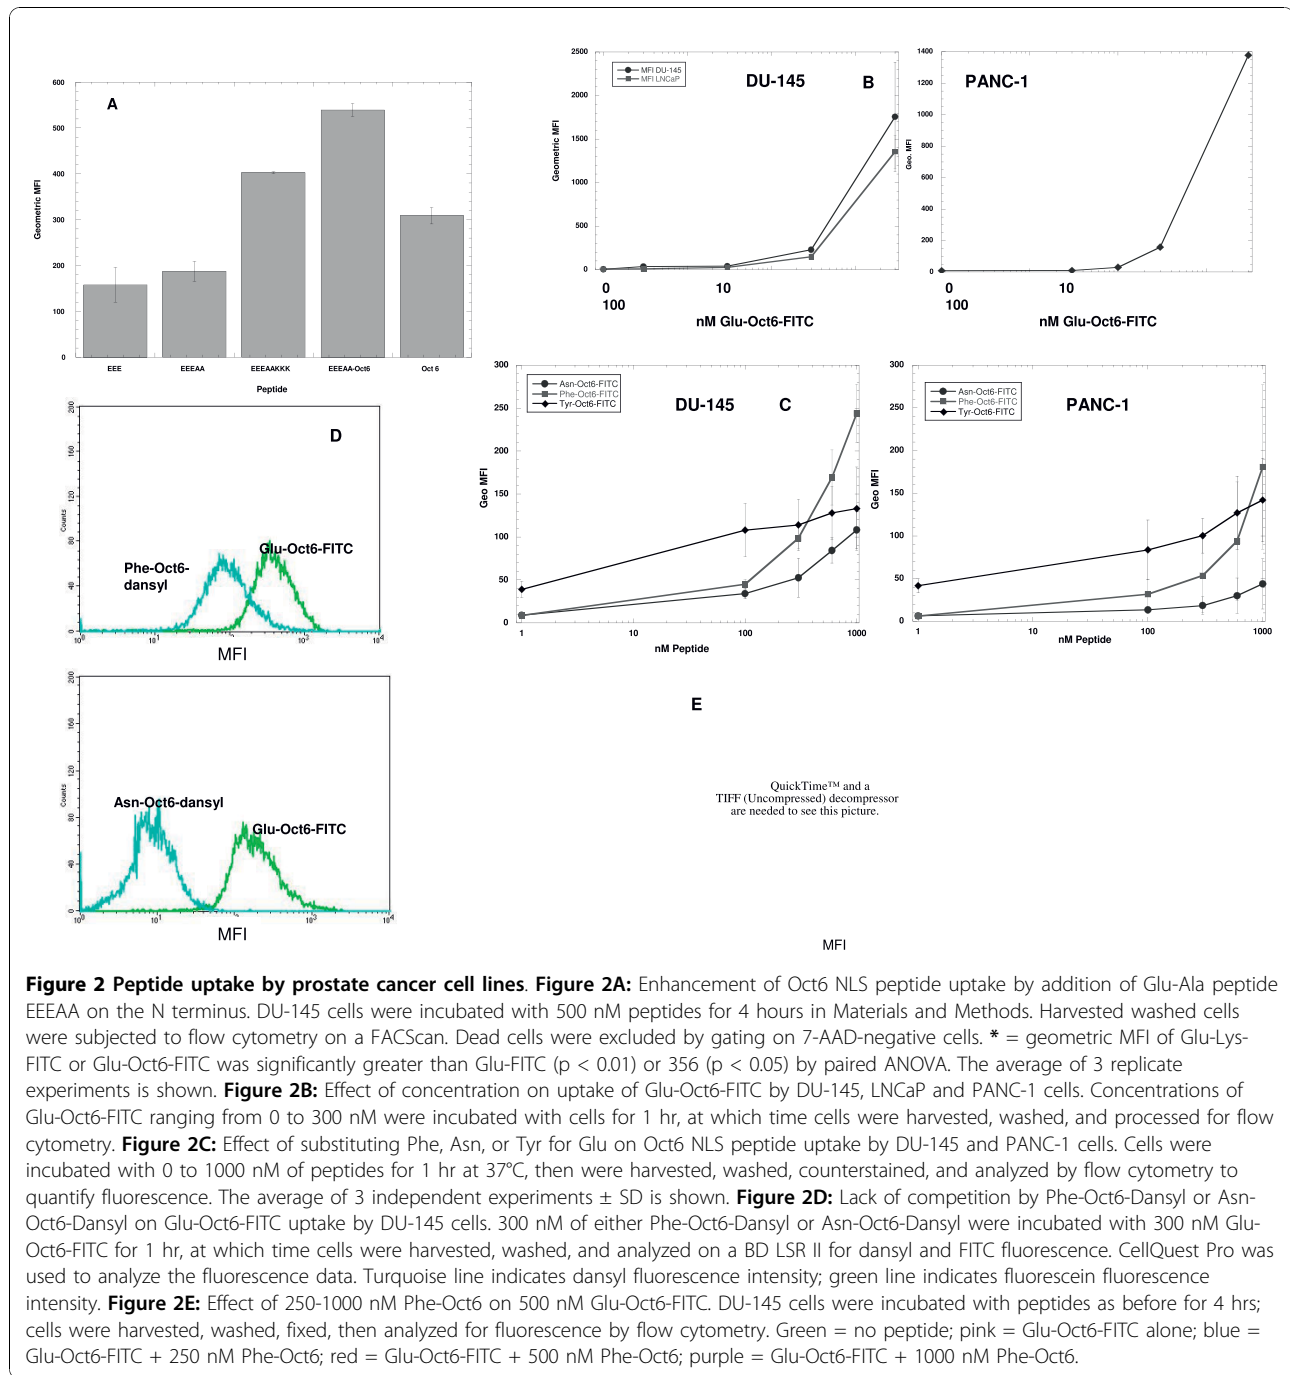 A
600
500
400
300
200
100
0
Geometric MFI
EEE
EEEAA
EEEAAKKK
EEEAA-Oct6
Oct 6
Peptide
MFI DU-145
MFI LNCaP
DU-145
B
2500
2000
1500
1000
500
0
Geometric MFI
0
10
100
nM Glu-Oct6-FITC
PANC-1
1400
1200
1000
800
600
400
200
0
Geo. MFI
0
10
100
nM Glu-Oct6-FITC
Asn-Oct6-FITC
Phe-Oct6-FITC
Tyr-Oct6-FITC
DU-145
C
300
250
200
150
100
50
0
Geo MFI
1
10
100
1000
nM Peptide
Asn-Oct6-FITC
Phe-Oct6-FITC
Tyr-Oct6-FITC
PANC-1
300
250
200
150
100
50
0
Geo MFI
1
10
100
1000
nM Peptide
D
200
160
120
80
40
0
Counts
Glu-Oct6-FITC
Phe-Oct6-
dansyl
10⁰
10¹
10³
10⁴
MFI
200
160
120
80
40
0
Counts
Asn-Oct6-dansyl
Glu-Oct6-FITC
10⁰
10¹
10³
10⁴
MFI
E
QuickTime™ and a
TIFF (Uncompressed) decompressor
are needed to see this picture.
MFI
Figure 2 Peptide uptake by prostate cancer cell lines. Figure 2A: Enhancement of Oct6 NLS peptide uptake by addition of Glu-Ala peptide
EEEAA on the N terminus. DU-145 cells were incubated with 500 nM peptides for 4 hours in Materials and Methods. Harvested washed cells
were subjected to flow cytometry on a FACScan. Dead cells were excluded by gating on 7-AAD-negative cells. * = geometric MFI of Glu-Lys-
FITC or Glu-Oct6-FITC was significantly greater than Glu-FITC (p < 0.01) or 356 (p < 0.05) by paired ANOVA. The average of 3 replicate
experiments is shown. Figure 2B: Effect of concentration on uptake of Glu-Oct6-FITC by DU-145, LNCaP and PANC-1 cells. Concentrations of
Glu-Oct6-FITC ranging from 0 to 300 nM were incubated with cells for 1 hr, at which time cells were harvested, washed, and processed for flow
cytometry. Figure 2C: Effect of substituting Phe, Asn, or Tyr for Glu on Oct6 NLS peptide uptake by DU-145 and PANC-1 cells. Cells were
incubated with 0 to 1000 nM of peptides for 1 hr at 37°C, then were harvested, washed, counterstained, and analyzed by flow cytometry to
quantify fluorescence. The average of 3 independent experiments ± SD is shown. Figure 2D: Lack of competition by Phe-Oct6-Dansyl or Asn-
Oct6-Dansyl on Glu-Oct6-FITC uptake by DU-145 cells. 300 nM of either Phe-Oct6-Dansyl or Asn-Oct6-Dansyl were incubated with 300 nM Glu-
Oct6-FITC for 1 hr, at which time cells were harvested, washed, and analyzed on a BD LSR II for dansyl and FITC fluorescence. CellQuest Pro was
used to analyze the fluorescence data. Turquoise line indicates dansyl fluorescence intensity; green line indicates fluorescein fluorescence
intensity. Figure 2E: Effect of 250-1000 nM Phe-Oct6 on 500 nM Glu-Oct6-FITC. DU-145 cells were incubated with peptides as before for 4 hrs;
cells were harvested, washed, fixed, then analyzed for fluorescence by flow cytometry. Green = no peptide; pink = Glu-Oct6-FITC alone; blue =
Glu-Oct6-FITC + 250 nM Phe-Oct6; red = Glu-Oct6-FITC + 500 nM Phe-Oct6; purple = Glu-Oct6-FITC + 1000 nM Phe-Oct6.